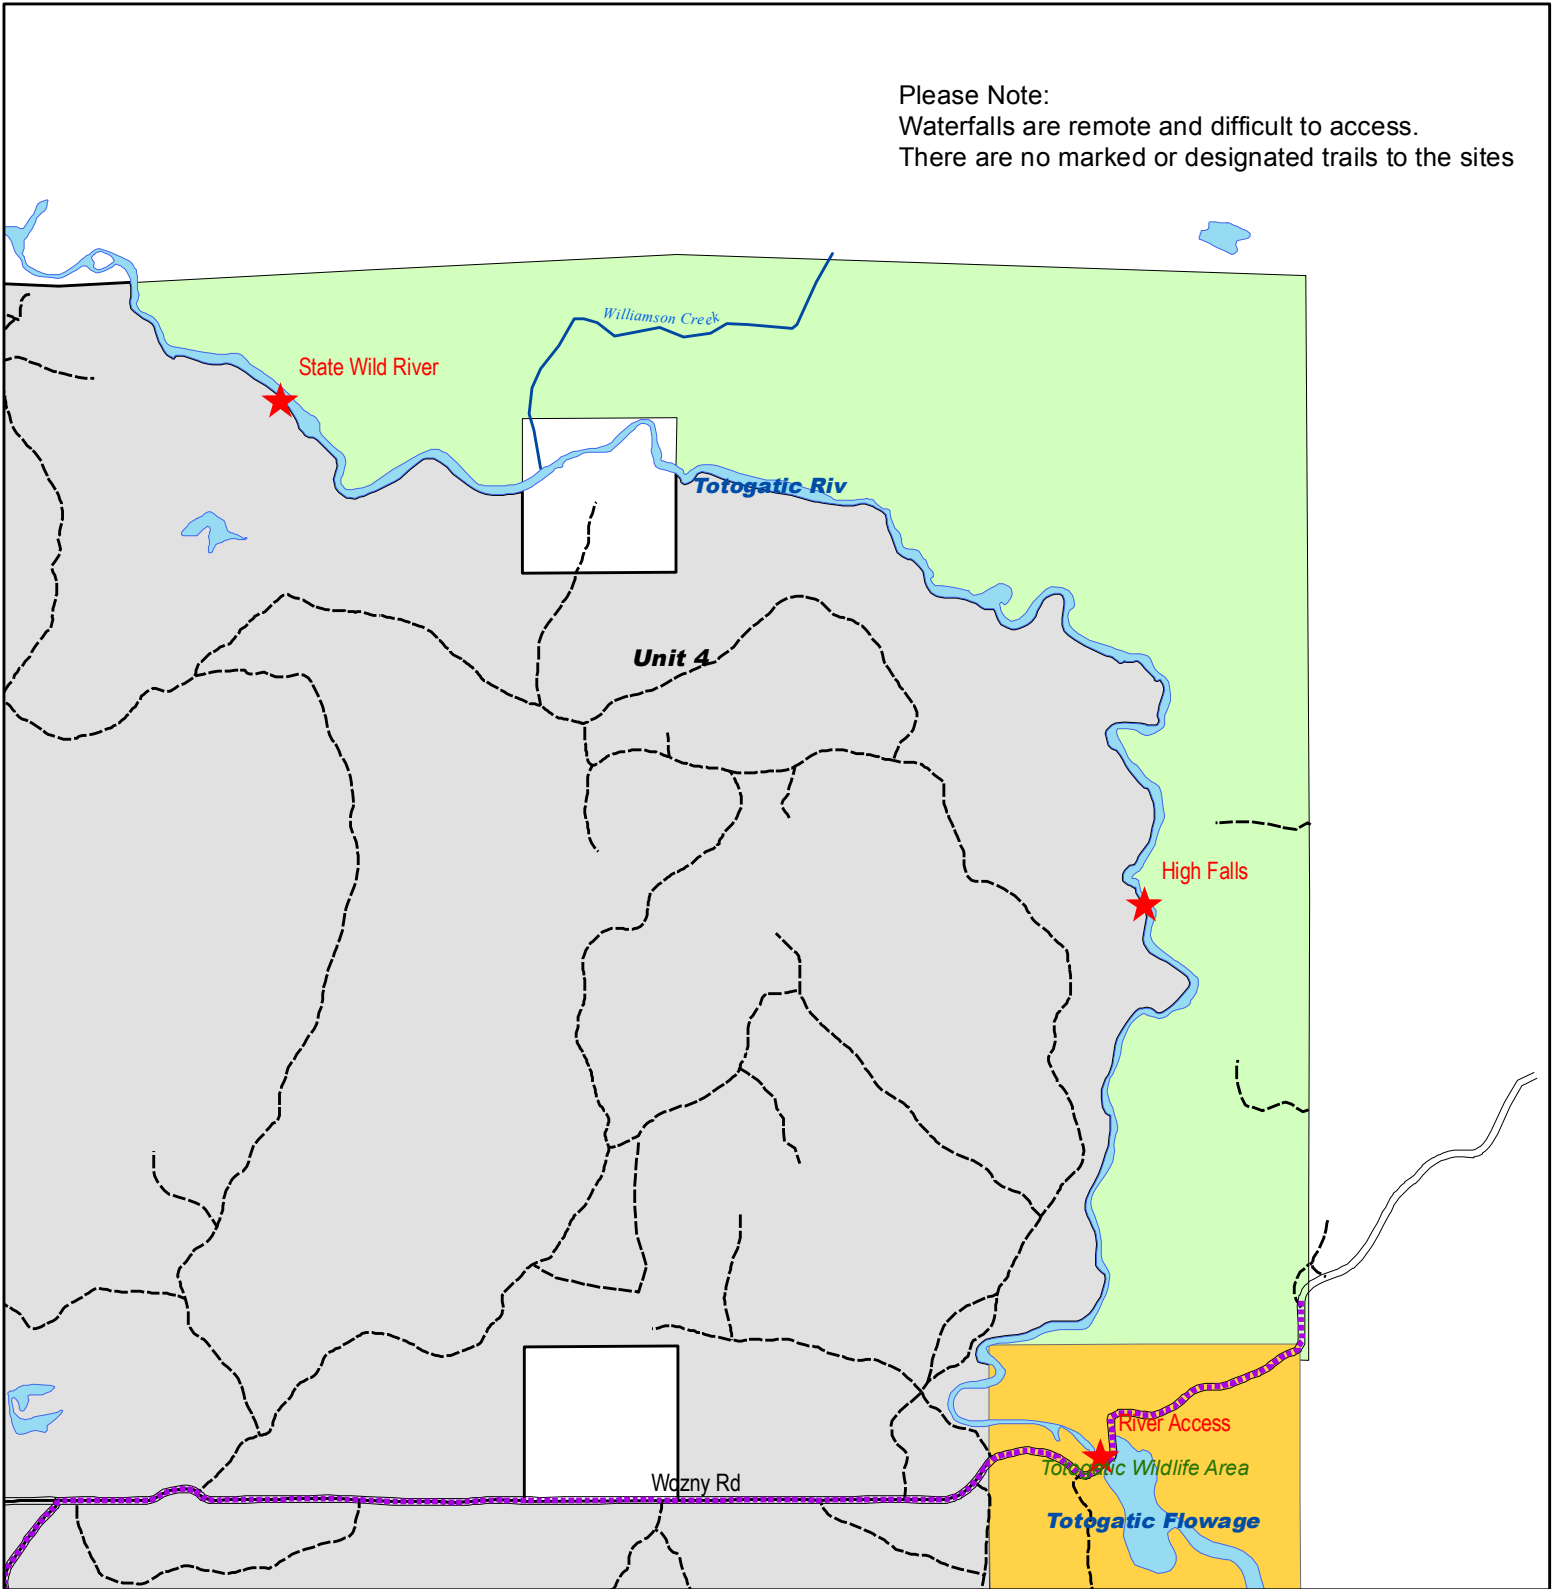 Please Note:
Waterfalls are remote and difficult to access.
There are no marked or designated trails to the sites
Williamson Creek
State Wild River
Totogatic Riv
Unit 4
High Falls
River Access
Totogatic Wildlife Area
Wozny Rd
Totogatic Flowage